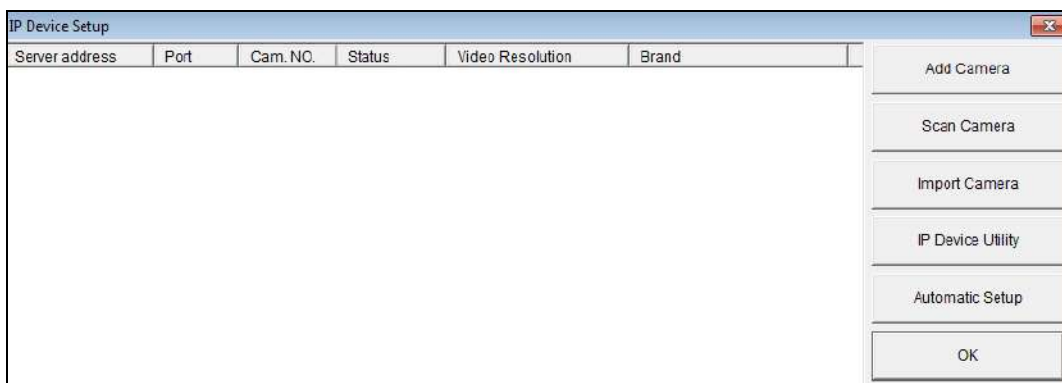 IP Device Setup
Server address Port Cam. NO. Status Video Resolution Brand
Add Camera
Scan Camera
Import Camera
IP Device Utility
Automatic Setup
OK